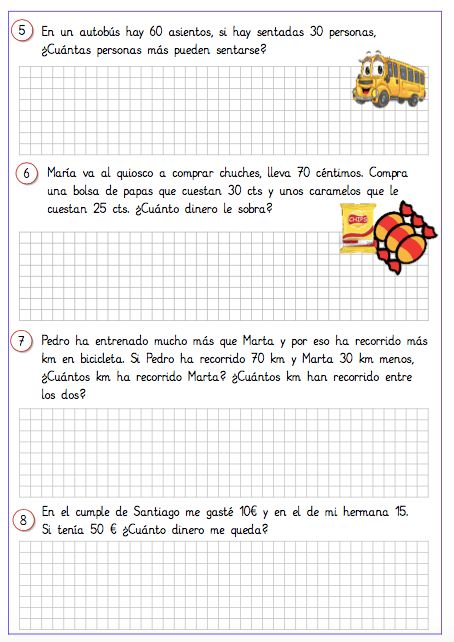 5 En un autobús hay 60 asientos, si hay sentadas 30 personas,
¿Cuántas personas más pueden sentarse?
6 María va al quiosco a comprar chuches, lleva 70 céntimos. Compra
una bolsa de papas que cuestan 30 cts y unos caramelos que le
cuestan 25 cts. ¿Cuánto dinero le sobra?
CHIPS
7 Pedro ha entrenado mucho más que Marta y por eso ha recorrido más
km en bicicleta. Si Pedro ha recorrido 70 km y Marta 30 km menos,
¿Cuántos km ha recorrido Marta? ¿Cuántos km han recorrido entre
los dos?
8 En el cumple de Santiago me gasté 10€ y en el de mi hermana 15.
Si tenía 50 € ¿Cuánto dinero me queda?